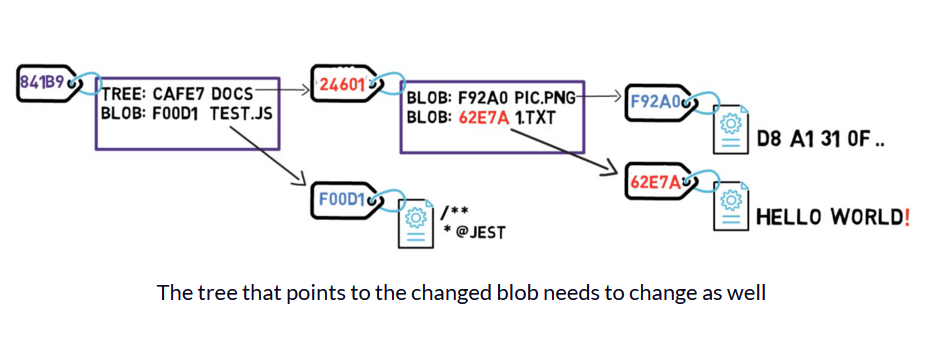 841B9
TREE: CAFE7 DOCS
BLOB: F00D1 TEST.JS
24601
BLOB: F92A0 PIC.PNG
BLOB: 62E7A 1.TXT
F92A0
D8 A1 31 0F ..
62E7A
HELLO WORLD!
F00D1
/**
* @JEST
The tree that points to the changed blob needs to change as well